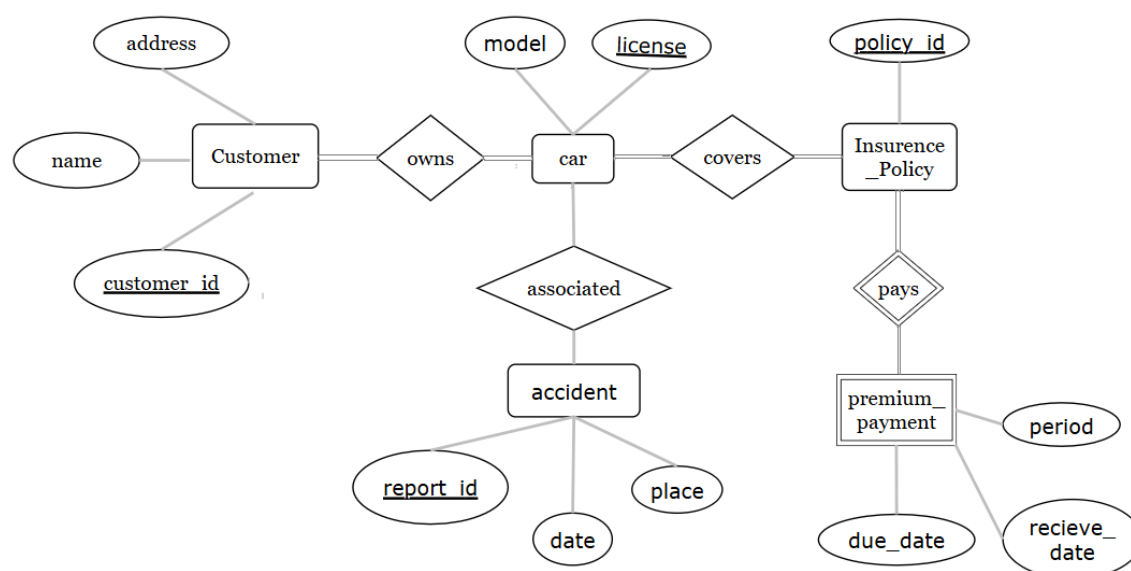 address
model
license
policy_id
name
Customer
owns
car
covers
Insurence
_Policy
customer_id
associated
pays
accident
premium_
payment
period
report_id
place
date
due_date
recieve_
date